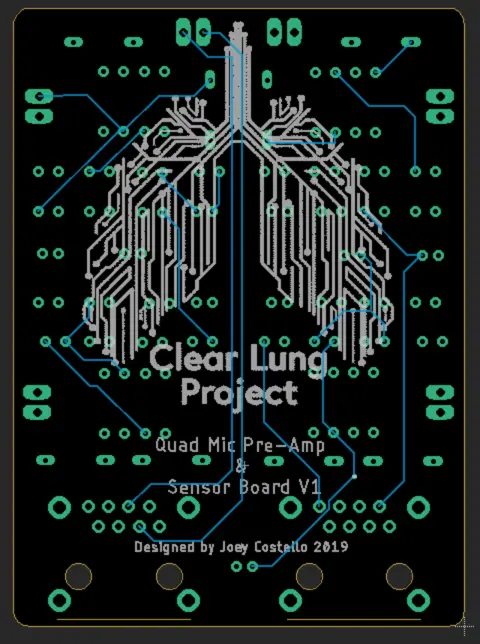 Clear Lung
Project
Quad Mic Pre-Amp
&
Sensor Board V1
Designed by Joey Costello 2019